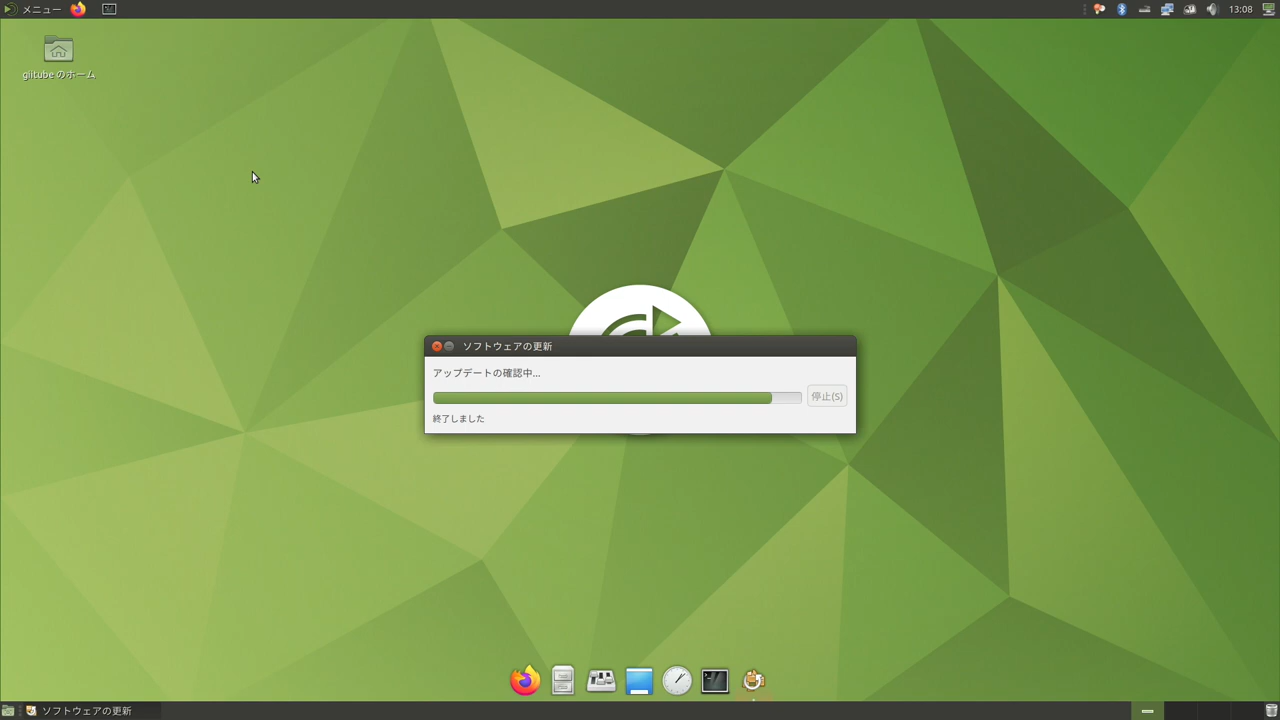 メニュー
13:08
glitube のホーム
ソフトウェアの更新
アップデートの確認中...
停止(S)
終了しました
ソフトウェアの更新